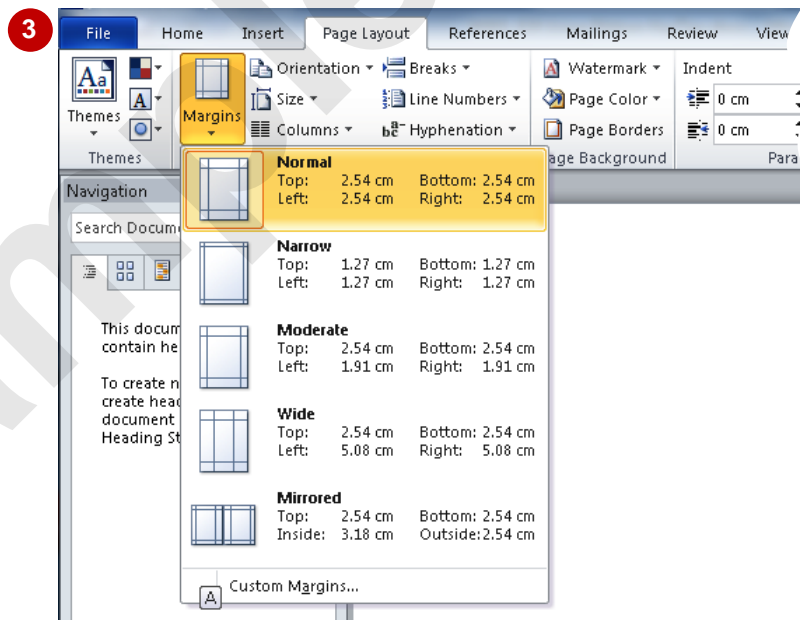 3
File Home Insert Page Layout References Mailings Review View
Orientation Breaks Watermark Indent
Themes Margins Size Line Numbers Page Color 0 cm
Columns Hyphenation Page Borders 0 cm
Themes age Background Para
Navigation
Search Docum
This docum
contain he
To create n
create head
document
Heading St
Normal
Top: 2.54 cm Bottom: 2.54 cm
Left: 2.54 cm Right: 2.54 cm
Narrow
Top: 1.27 cm Bottom: 1.27 cm
Left: 1.27 cm Right: 1.27 cm
Moderate
Top: 2.54 cm Bottom: 2.54 cm
Left: 1.91 cm Right: 1.91 cm
Wide
Top: 2.54 cm Bottom: 2.54 cm
Left: 5.08 cm Right: 5.08 cm
Mirrored
Top: 2.54 cm Bottom: 2.54 cm
Inside: 3.18 cm Outside: 2.54 cm
Custom Margins...
A